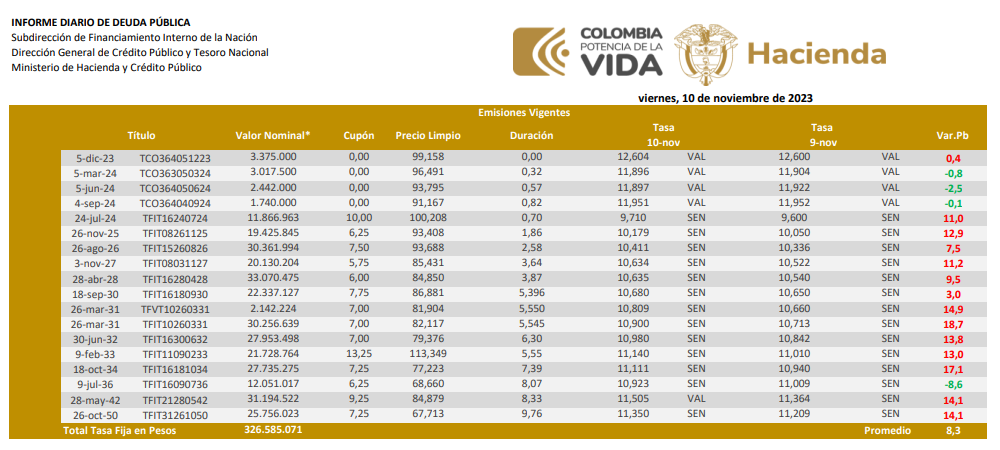 INFORME DIARIO DE DEUDA PÚBLICA
Subdirección de Financiamiento Interno de la Nación
Dirección General de Crédito Público y Tesoro Nacional
Ministerio de Hacienda y Crédito Público
COLOMBIA
POTENCIA DE LA
VIDA
Hacienda
viernes, 10 de noviembre de 2023
Emisiones Vigentes
Título Valor Nominal* Cupón Precio Limpio Duración Tasa 10-nov Tasa 9-nov Var.Pb
5-dic-23 TCO364051223 3.375.000 0,00 99,158 0,00 12,604 VAL 12,600 VAL 0,4
5-mar-24 TCO363050324 3.017.500 0,00 96,491 0,32 11,896 VAL 11,904 VAL -0,8
5-jun-24 TCO364050624 2.442.000 0,00 93,795 0,57 11,897 VAL 11,922 VAL -2,5
4-sep-24 TCO364040924 1.740.000 0,00 91,167 0,82 11,951 VAL 11,952 VAL -0,1
24-jul-24 TFIT16240724 11.866.963 10,00 100,208 0,70 9,710 SEN 9,600 SEN 11,0
26-nov-25 TFIT08261125 19.425.845 6,25 93,408 1,86 10,179 SEN 10,050 SEN 12,9
26-ago-26 TFIT15260826 30.361.994 7,50 93,688 2,58 10,411 SEN 10,336 SEN 7,5
3-nov-27 TFIT08031127 20.130.204 5,75 85,431 3,64 10,634 SEN 10,522 SEN 11,2
28-abr-28 TFIT16280428 33.070.475 6,00 84,850 3,87 10,635 SEN 10,540 SEN 9,5
18-sep-30 TFIT16180930 22.337.127 7,75 86,881 5,396 10,680 SEN 10,650 SEN 3,0
26-mar-31 TFVT10260331 2.142.224 7,00 81,904 5,550 10,809 SEN 10,660 SEN 14,9
26-mar-31 TFIT10260331 30.256.639 7,00 82,117 5,545 10,900 SEN 10,713 SEN 18,7
30-jun-32 TFIT16300632 27.953.498 7,00 79,376 6,30 10,980 SEN 10,842 SEN 13,8
9-feb-33 TFIT11090233 21.728.764 13,25 113,349 5,55 11,140 SEN 11,010 SEN 13,0
18-oct-34 TFIT16181034 27.735.275 7,25 77,223 7,39 11,111 SEN 10,940 SEN 17,1
9-jul-36 TFIT16090736 12.051.017 6,25 68,660 8,07 10,923 SEN 11,009 SEN -8,6
28-may-42 TFIT21280542 31.194.522 9,25 84,879 8,33 11,505 VAL 11,364 SEN 14,1
26-oct-50 TFIT31261050 25.756.023 7,25 67,713 9,76 11,350 SEN 11,209 SEN 14,1
Total Tasa Fija en Pesos 326.585.071 Promedio 8,3